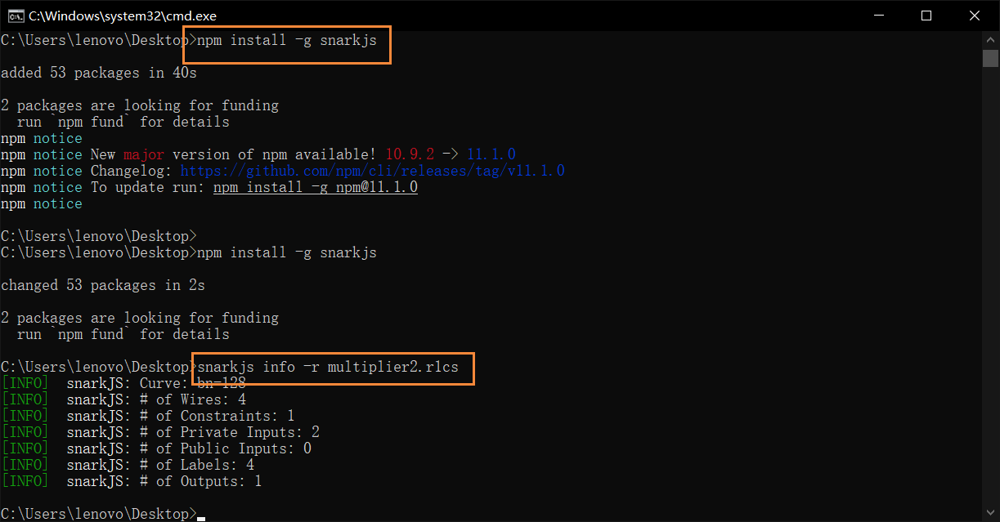 C:\Windows\system32\cmd.exe
C:\Users\lenovo\Desktop>npm install -g snarkjs
added 53 packages in 40s
2 packages are looking for funding
run `npm fund` for details
npm notice
npm notice New major version of npm available! 10.9.2 -> 11.1.0
npm notice Changelog: https://github.com/npm/cli/releases/tag/v11.1.0
npm notice To update run: npm install -g npm@11.1.0
npm notice
C:\Users\lenovo\Desktop>
C:\Users\lenovo\Desktop>npm install -g snarkjs
changed 53 packages in 2s
2 packages are looking for funding
run `npm fund` for details
C:\Users\lenovo\Desktop>snarkjs info -r multiplier2.r1cs
[INFO]  snarkJS: Curve: bn-128
[INFO]  snarkJS: # of Wires: 4
[INFO]  snarkJS: # of Constraints: 1
[INFO]  snarkJS: # of Private Inputs: 2
[INFO]  snarkJS: # of Public Inputs: 0
[INFO]  snarkJS: # of Labels: 4
[INFO]  snarkJS: # of Outputs: 1
C:\Users\lenovo\Desktop>